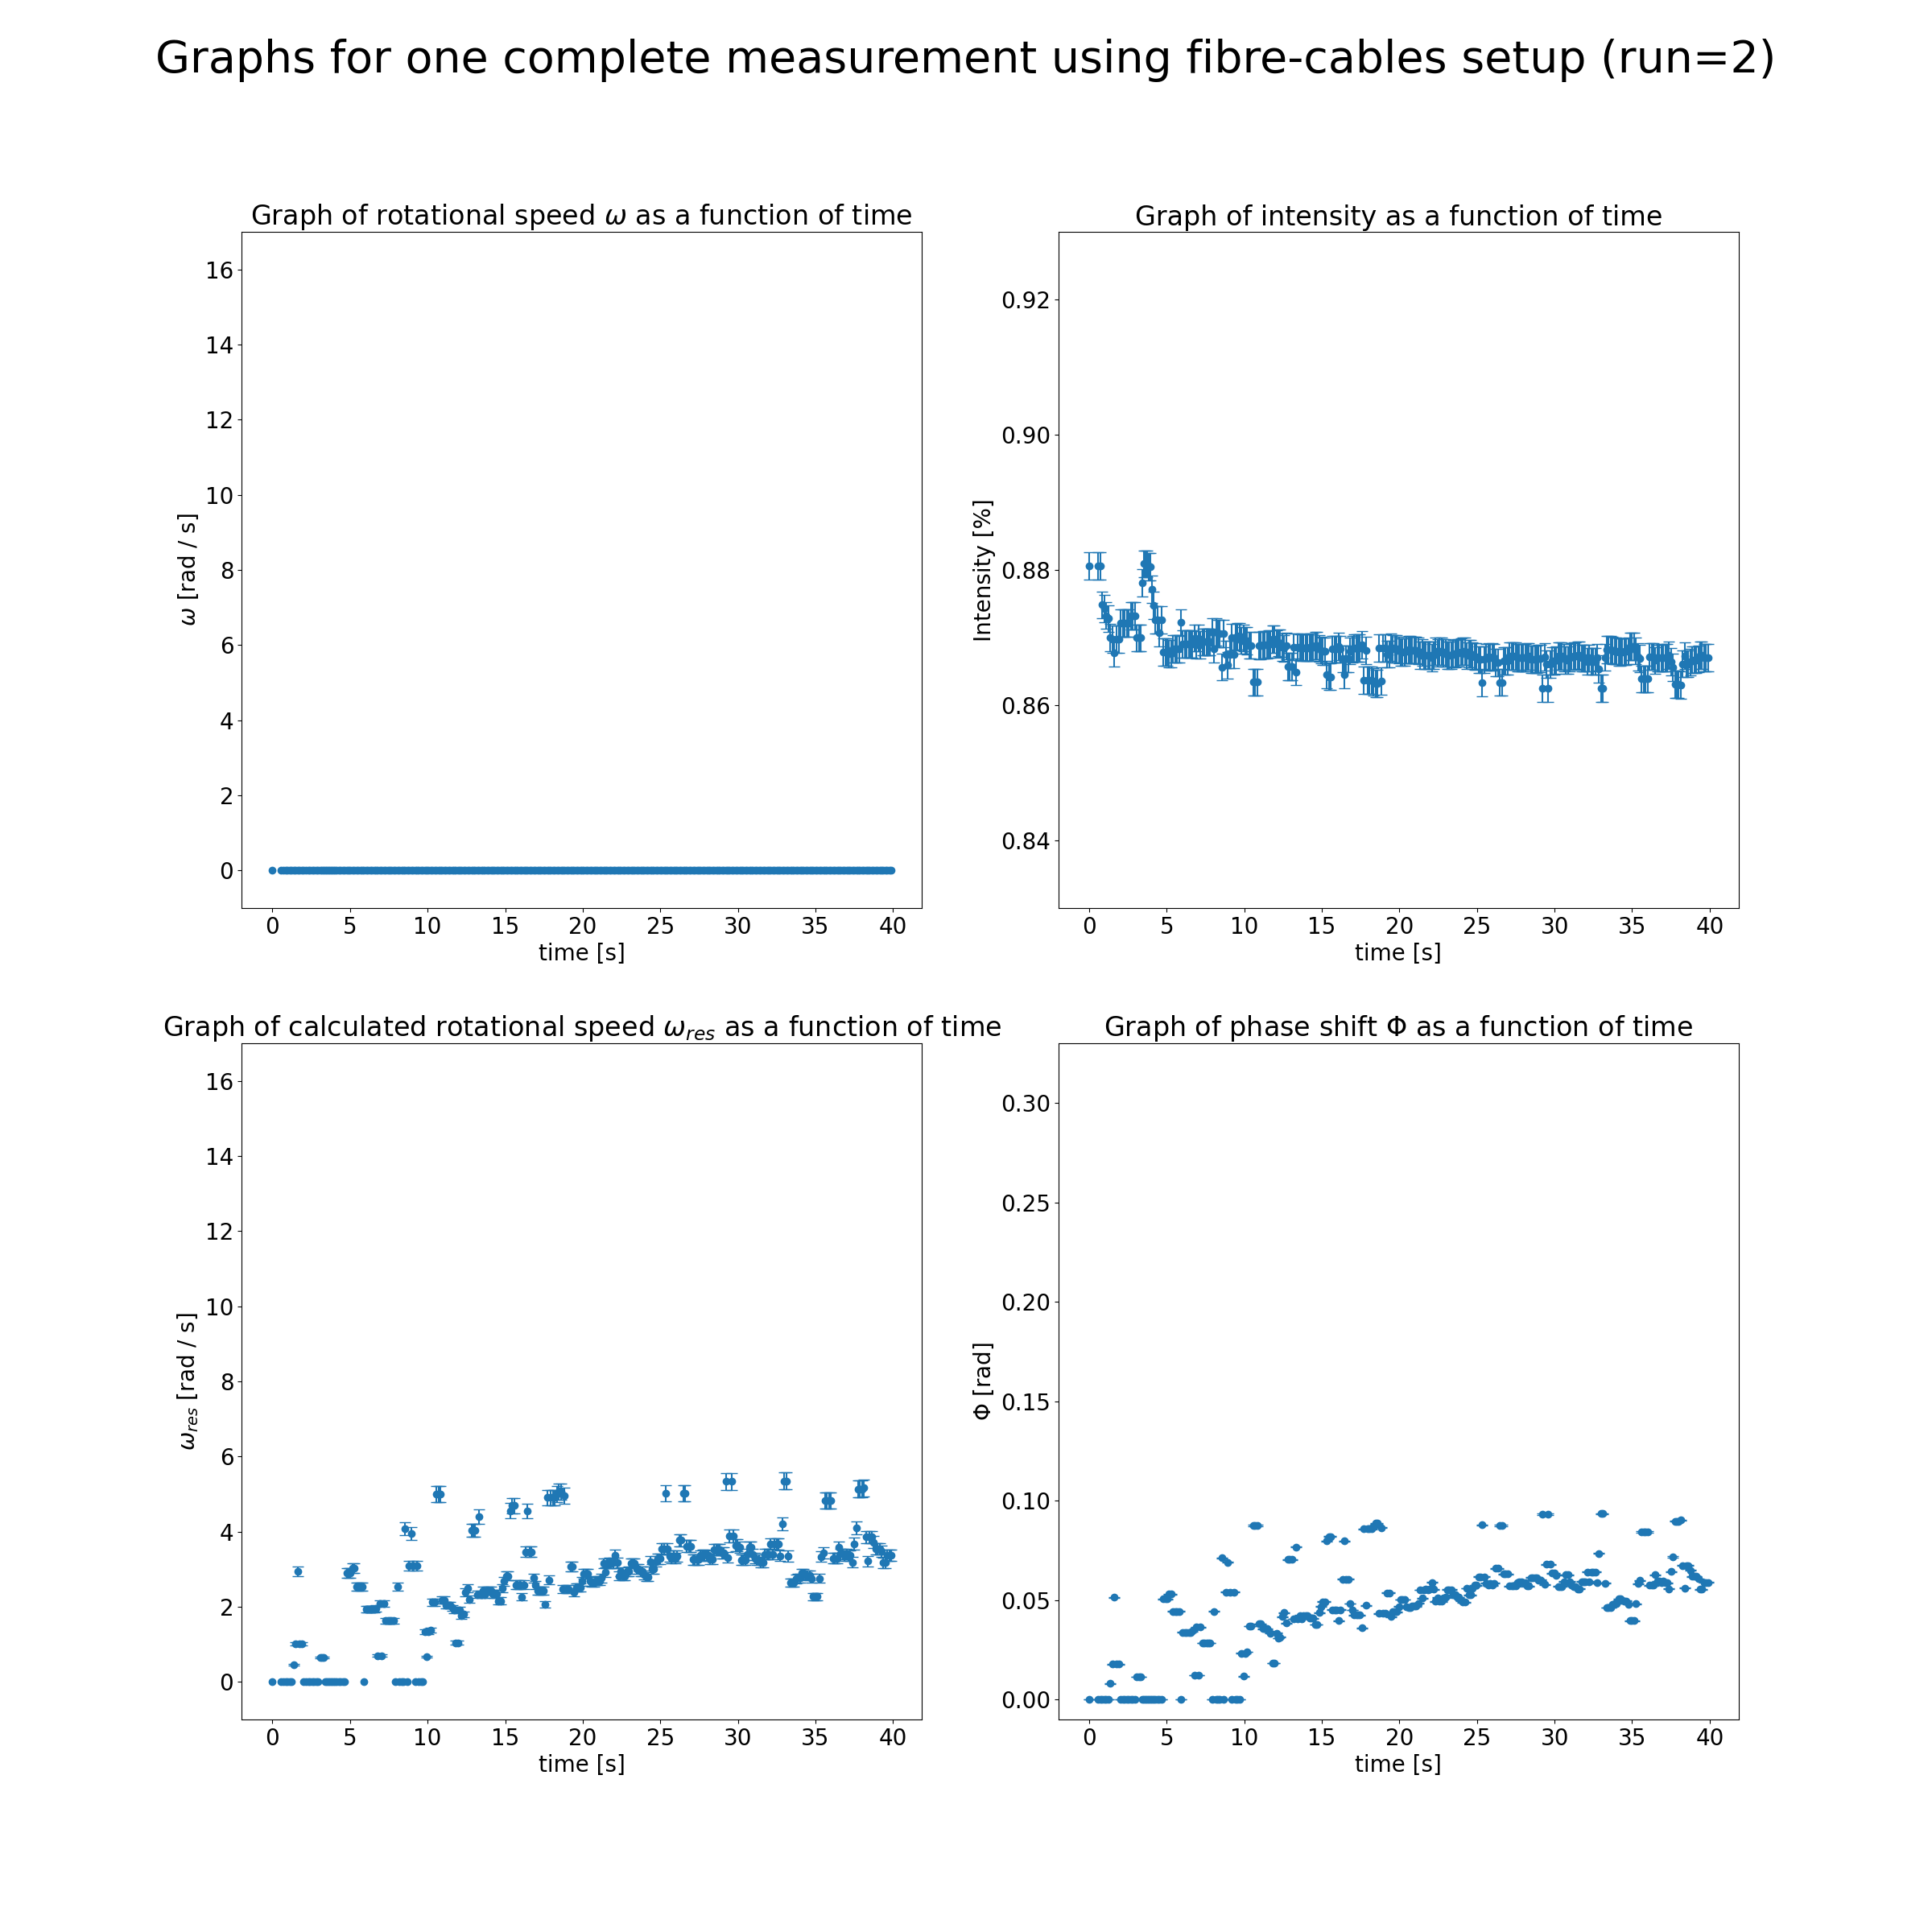 Graphs for one complete measurement using fibre-cables setup (run=2)
Graph of rotational speed ω as a function of time
16
14
12
10
8
6
4
2
0
ω [rad / s]
0 5 10 15 20 25 30 35 40
time [s]
Graph of intensity as a function of time
0.92
0.90
0.88
0.86
0.84
Intensity [%]
0 5 10 15 20 25 30 35 40
time [s]
Graph of calculated rotational speed ω_res as a function of time
16
14
12
10
8
6
4
2
0
ω_res [rad / s]
0 5 10 15 20 25 30 35 40
time [s]
Graph of phase shift Φ as a function of time
0.30
0.25
0.20
0.15
0.10
0.05
0.00
Φ [rad]
0 5 10 15 20 25 30 35 40
time [s]